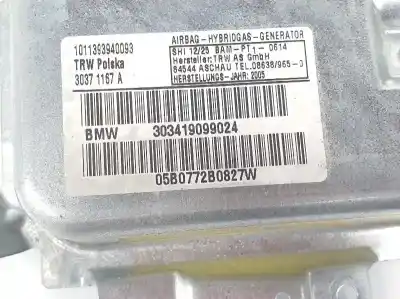 1011393940093
TRW Polska
3037 1167 A
AIRBAG-HYBRIDGAS-GENERATOR
SHI 12/25 BAM-PT1-0614
Hersteller:TRW AS GmbH
84544 ASCHAU TEL.08638/965-0
HERSTELLUNGS-JAHR:2005
BMW 303419099024
05B0772B0827W